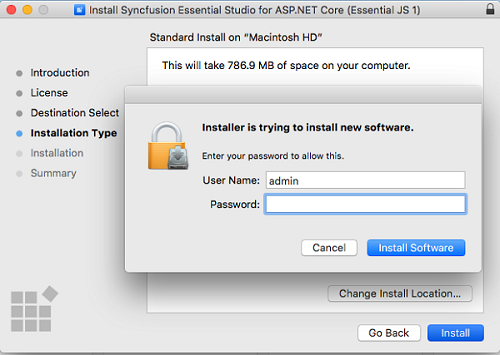 Install Syncfusion Essential Studio for ASP.NET Core (Essential JS 1)
Standard Install on “Macintosh HD”
Introduction
License
Destination Select
Installation Type
Installation
Summary
This will take 786.9 MB of space on your computer.
Installer is trying to install new software.
Enter your password to allow this.
User Name: admin
Password:
Cancel Install Software
Change Install Location...
Go Back Install